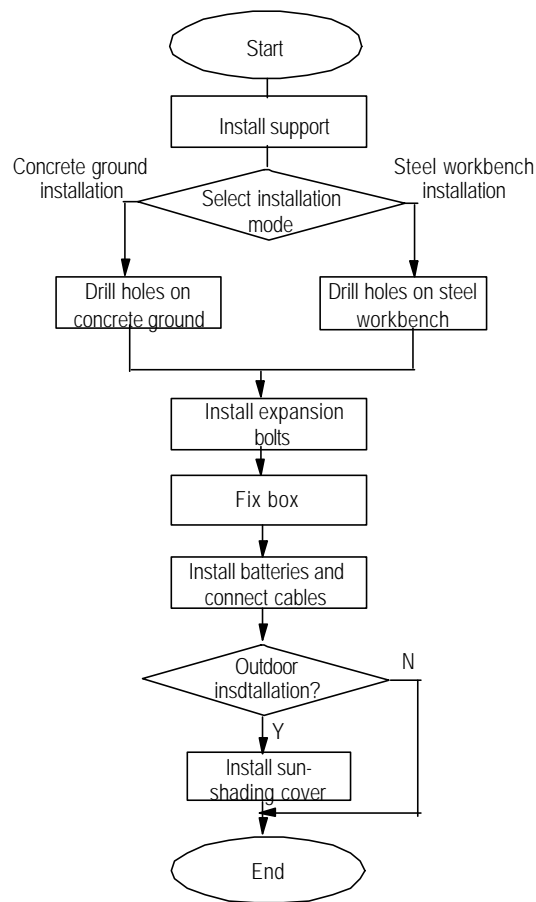 Start
Install support
Concrete ground
installation
Steel workbench
installation
Select installation
mode
Drill holes on
concrete ground
Drill holes on steel
workbench
Install expansion
bolts
Fix box
Install batteries and
connect cables
Outdoor
insdtallation?
N
Y
Install sun-
shading cover
End